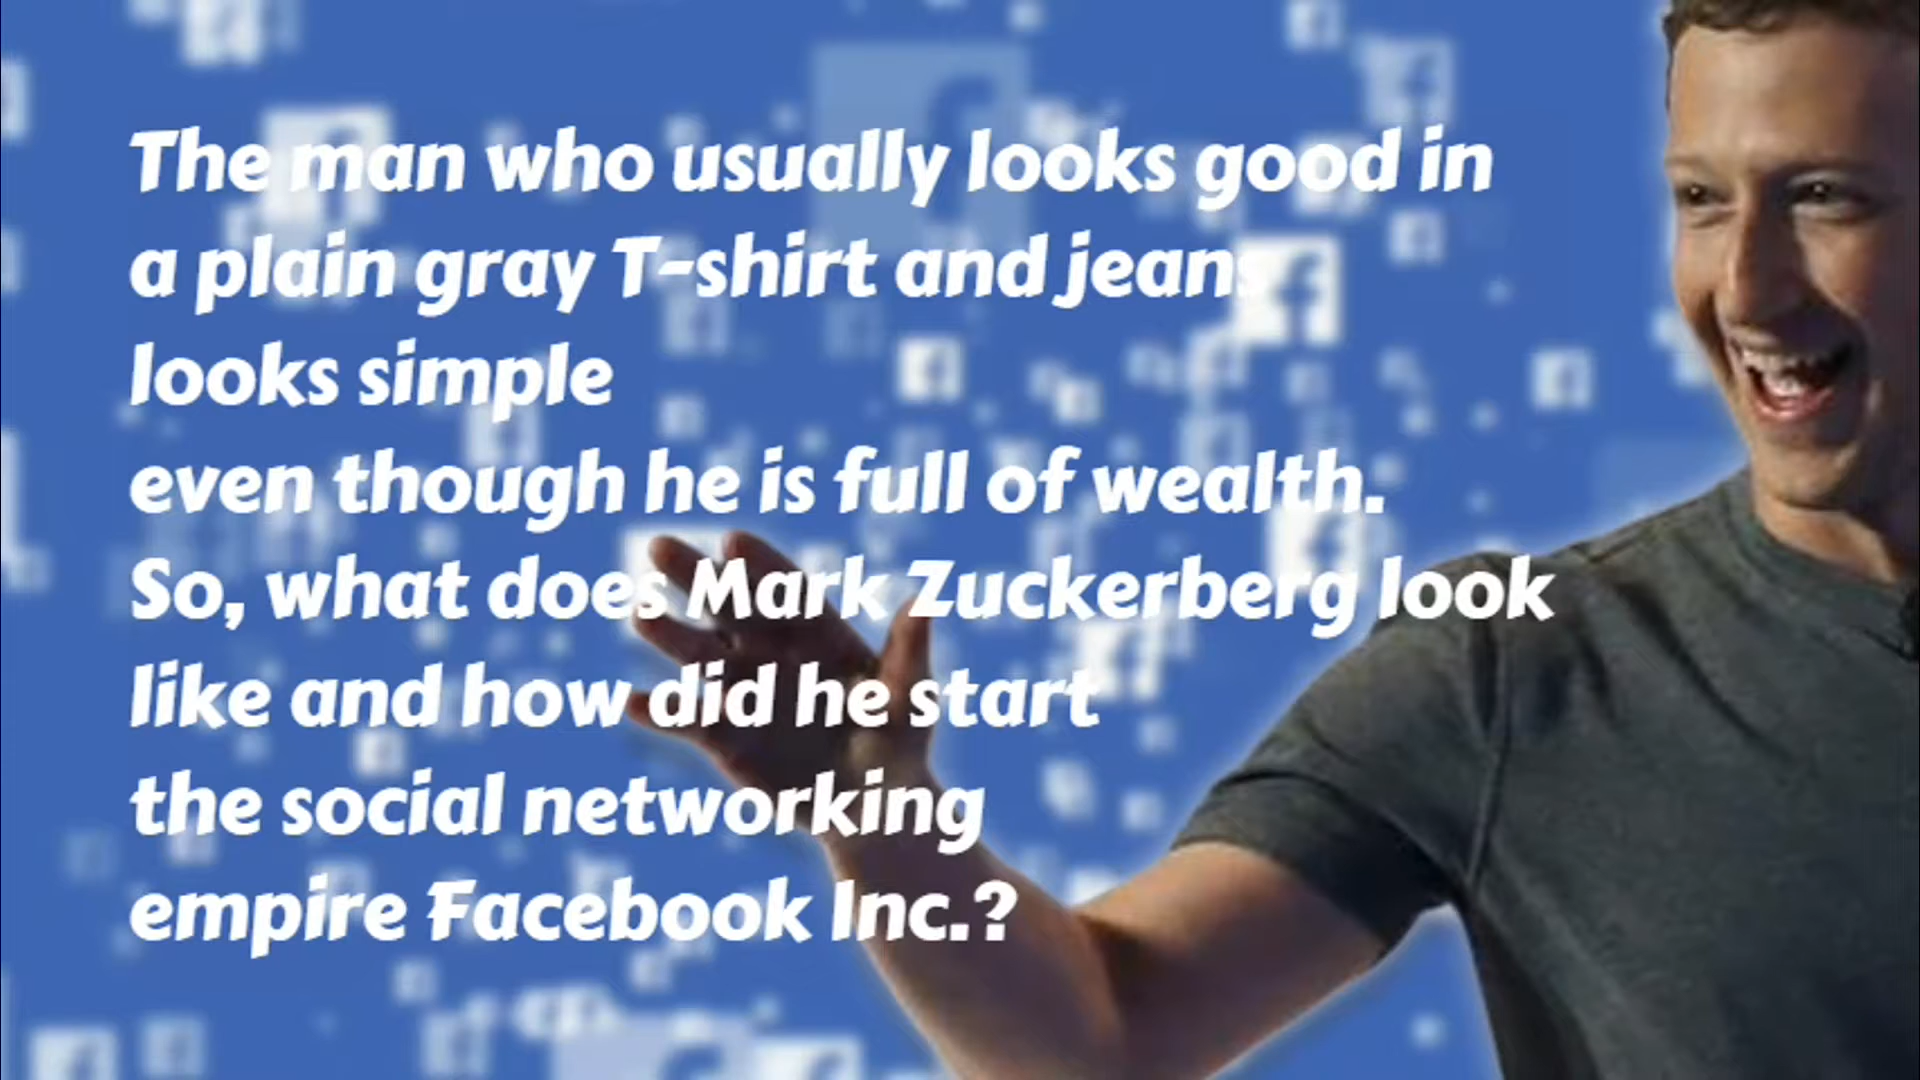 The man who usually looks good in
a plain gray T-shirt and jeans
looks simple
even though he is full of wealth.
So, what does Mark Zuckerberg look
like and how did he start
the social networking
empire Facebook Inc.?